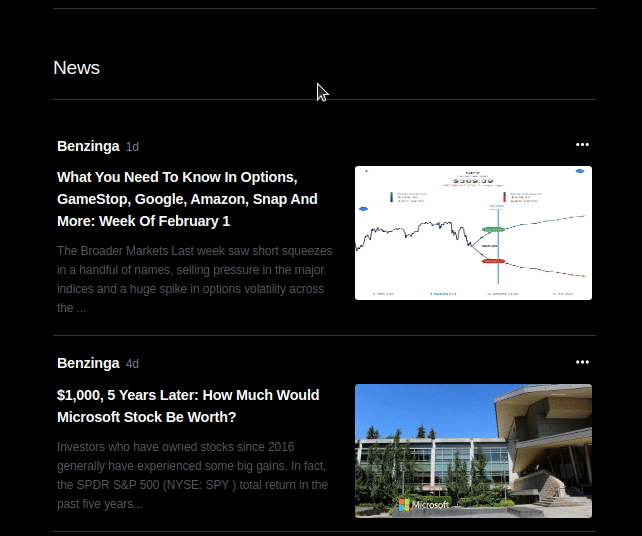 News
Benzinga 1d
What You Need To Know In Options,
GameStop, Google, Amazon, Snap And
More: Week Of February 1
The Broader Markets Last week saw short squeezes
in a handful of names, selling pressure in the major
indices and a huge spike in options volatility across
the ...
SPY
Benzinga 4d
$1,000, 5 Years Later: How Much Would
Microsoft Stock Be Worth?
Investors who have owned stocks since 2016
generally have experienced some big gains. In fact,
the SPDR S&P 500 (NYSE: SPY ) total return in the
past five years...
Microsoft